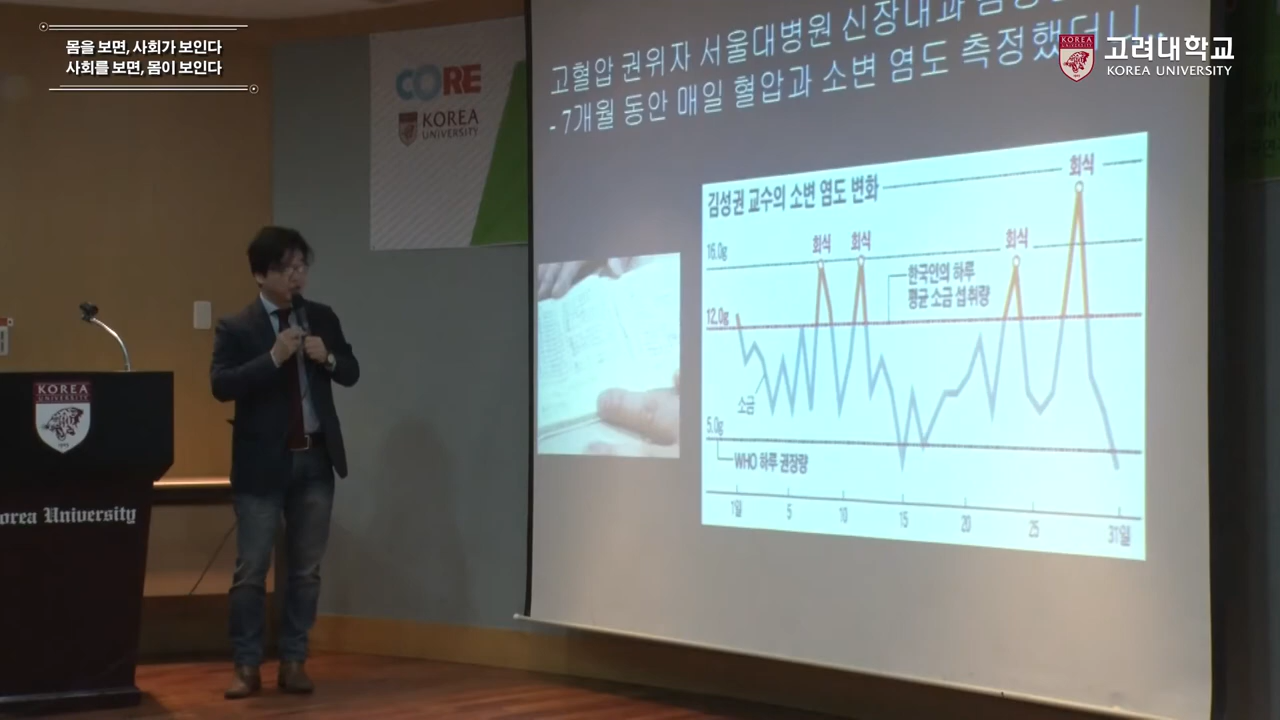 몸을 보면, 사회가 보인다
사회를 보면, 몸이 보인다
고려대학교
KOREA UNIVERSITY
KOREA
CORE
KOREA
UNIVERSITY
고혈압 권위자 서울대병원 신장내과
- 7개월 동안 매일 혈압과 소변 염도 측정했더니
김성권 교수의 소변 염도 변화
회식
16.0g
회식
회식
회식
한국인의 하루
평균 소금 섭취량
12.0g
소금
5.0g
WHO 하루 권장량
1일
5
10
15
20
25
31일
KOREA
UNIVERSITY
orea University